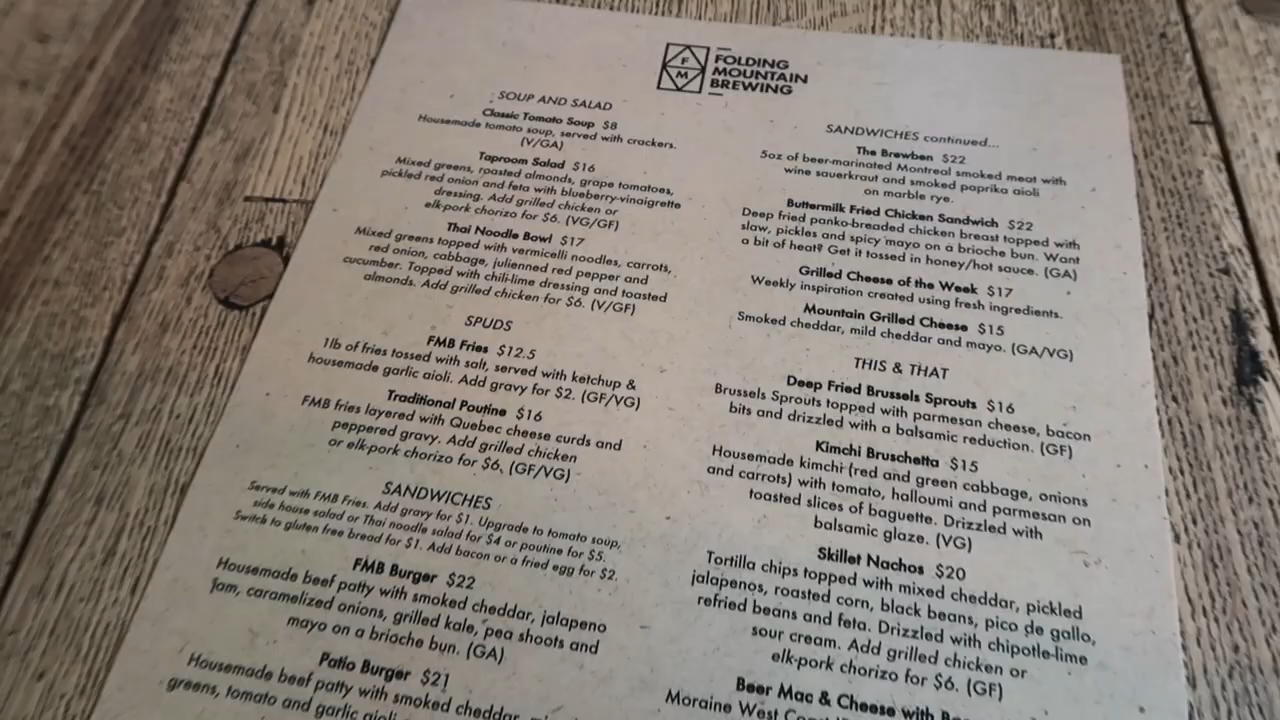 F
M
FOLDING
MOUNTAIN
BREWING
SOUP AND SALAD
Classic Tomato Soup $8
Housemade tomato soup, served with crackers.
(V/GA)
Taproom Salad $16
Mixed greens, roasted almonds, grape tomatoes,
pickled red onion and feta with blueberry-vinaigrette
dressing. Add grilled chicken or
elk-pork chorizo for $6. (VG/GF)
Thai Noodle Bowl $17
Mixed greens topped with vermicelli noodles, carrots,
red onion, cabbage, julienned red pepper and
cucumber. Topped with chili-lime dressing and toasted
almonds. Add grilled chicken for $6. (V/GF)
SPUDS
FMB Fries $12.5
1lb of fries tossed with salt, served with ketchup &
housemade garlic aioli. Add gravy for $2. (GF/VG)
Traditional Poutine $16
FMB fries layered with Quebec cheese curds and
peppered gravy. Add grilled chicken
or elk-pork chorizo for $6. (GF/VG)
SANDWICHES
Served with FMB Fries. Add gravy for $1. Upgrade to tomato soup,
side house salad or Thai noodle salad for $4 or poutine for $5.
Switch to gluten free bread for $1. Add bacon or a fried egg for $2.
FMB Burger $22
Housemade beef patty with smoked cheddar, jalapeno
jam, caramelized onions, grilled kale, pea shoots and
mayo on a brioche bun. (GA)
Patio Burger $21
Housemade beef patty with smoked cheddar,
greens, tomato and garlic aioli
SANDWICHES continued...
The Brewben $22
5oz of beer-marinated Montreal smoked meat with
wine sauerkraut and smoked paprika aioli
on marble rye.
Buttermilk Fried Chicken Sandwich $22
Deep fried panko-breaded chicken breast topped with
slaw, pickles and spicy mayo on a brioche bun. Want
a bit of heat? Get it tossed in honey/hot sauce. (GA)
Grilled Cheese of the Week $17
Weekly inspiration created using fresh ingredients.
Mountain Grilled Cheese $15
Smoked cheddar, mild cheddar and mayo. (GA/VG)
THIS & THAT
Deep Fried Brussels Sprouts $16
Brussels Sprouts topped with parmesan cheese, bacon
bits and drizzled with a balsamic reduction. (GF)
Kimchi Bruschetta $15
Housemade kimchi (red and green cabbage, onions
and carrots) with tomato, halloumi and parmesan on
toasted slices of baguette. Drizzled with
balsamic glaze. (VG)
Skillet Nachos $20
Tortilla chips topped with mixed cheddar, pickled
jalapenos, roasted corn, black beans, pico de gallo,
refried beans and feta. Drizzled with chipotle-lime
sour cream. Add grilled chicken or
elk-pork chorizo for $6. (GF)
Beer Mac & Cheese with
Moraine West